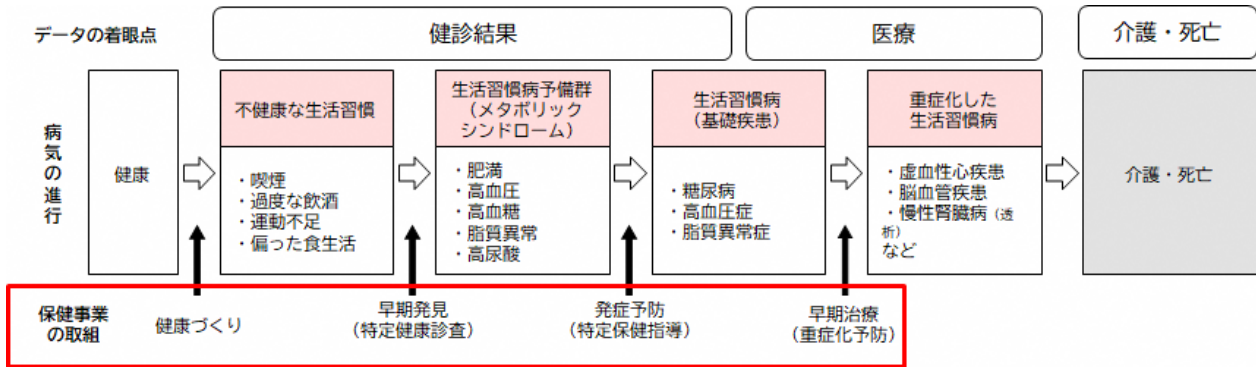 データの着眼点
健診結果
医療
介護・死亡
病気の進行
健康
不健康な生活習慣
・喫煙
・過度な飲酒
・運動不足
・偏った食生活
生活習慣病予備群
（メタボリック
シンドローム）
・肥満
・高血圧
・高血糖
・脂質異常
・高尿酸
生活習慣病
（基礎疾患）
・糖尿病
・高血圧症
・脂質異常症
重症化した
生活習慣病
・虚血性心疾患
・脳血管疾患
・慢性腎臓病（透
析）
など
介護・死亡
保健事業
の取組
健康づくり
早期発見
（特定健康診査）
発症予防
（特定保健指導）
早期治療
（重症化予防）